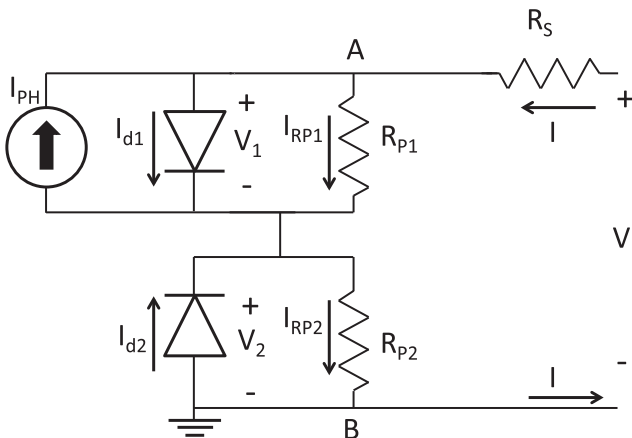 R_S
A
I_PH
+
I_d1
V_1
-
I_RP1
R_P1
I
+
V
I_d2
+
V_2
-
I_RP2
R_P2
-
I
B